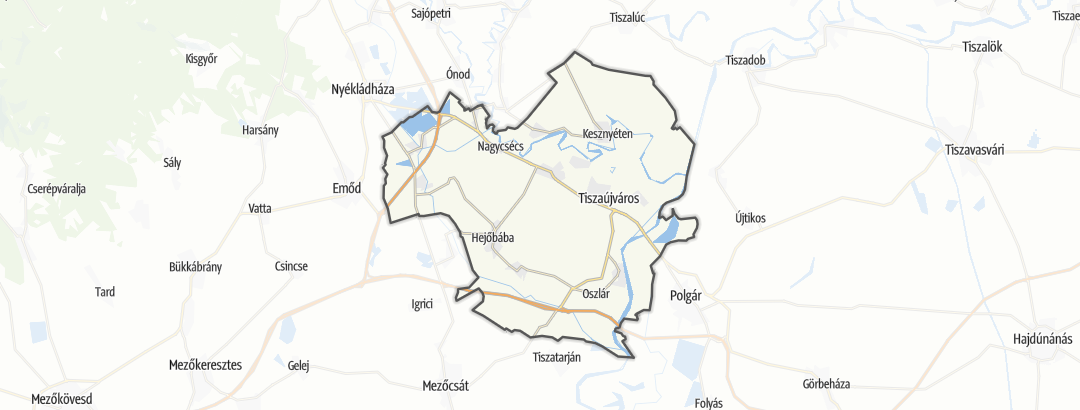 Sajópetri
Tiszalúc
Tiszae
Kisgyőr
Ónod
Tiszadob
Tiszalök
Nyékládháza
Harsány
Kesznyéten
Nagycsécs
Tiszavasvári
Sály
Cserépváralja
Emőd
Tiszaújváros
Vatta
Újtikos
Hejőbába
Bükkábrány
Csincse
Tard
Oszlár
Polgár
Igrici
Hajdúnánás
Tiszatarján
Mezőkeresztes
Gelej
Mezőcsát
Görbeháza
Mezőkövesd
Folyás